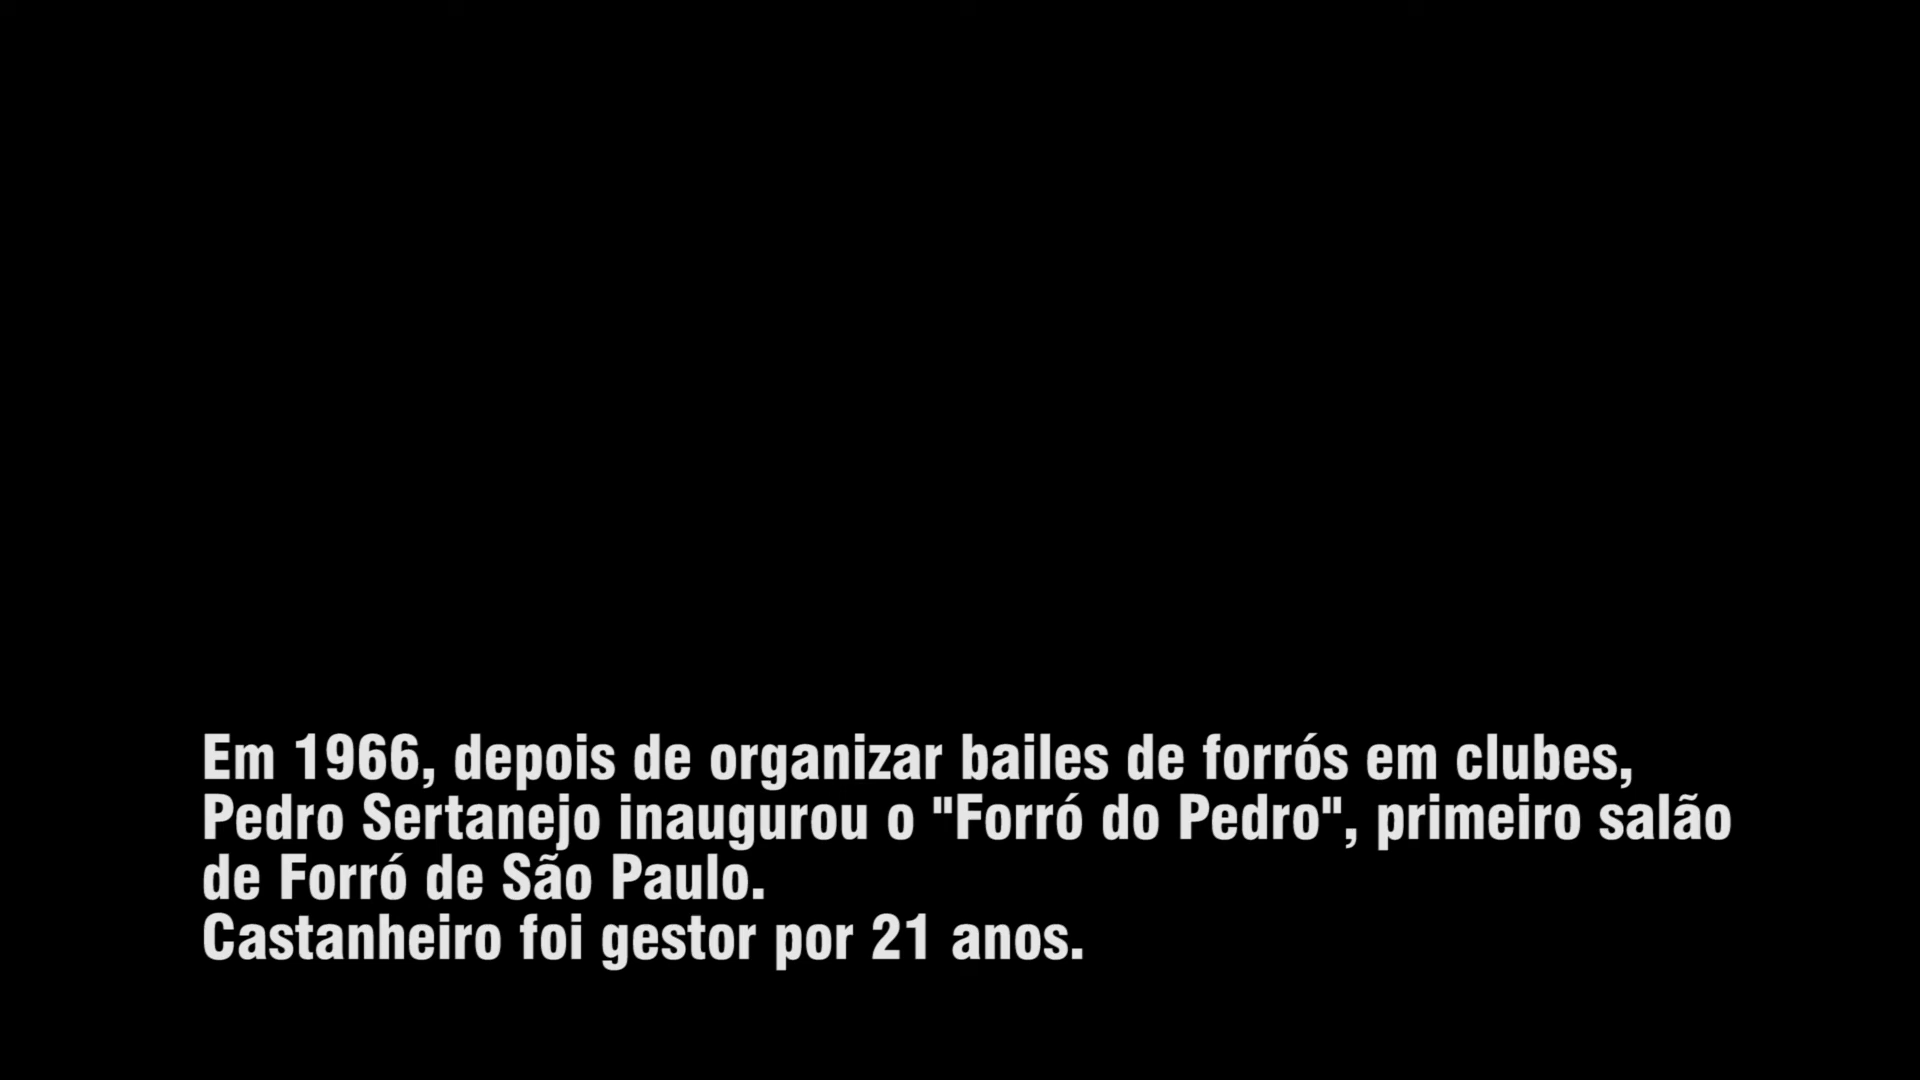 Em 1966, depois de organizar bailes de forrós em clubes,
Pedro Sertanejo inaugurou o "Forró do Pedro", primeiro salão
de Forró de São Paulo.
Castanheiro foi gestor por 21 anos.